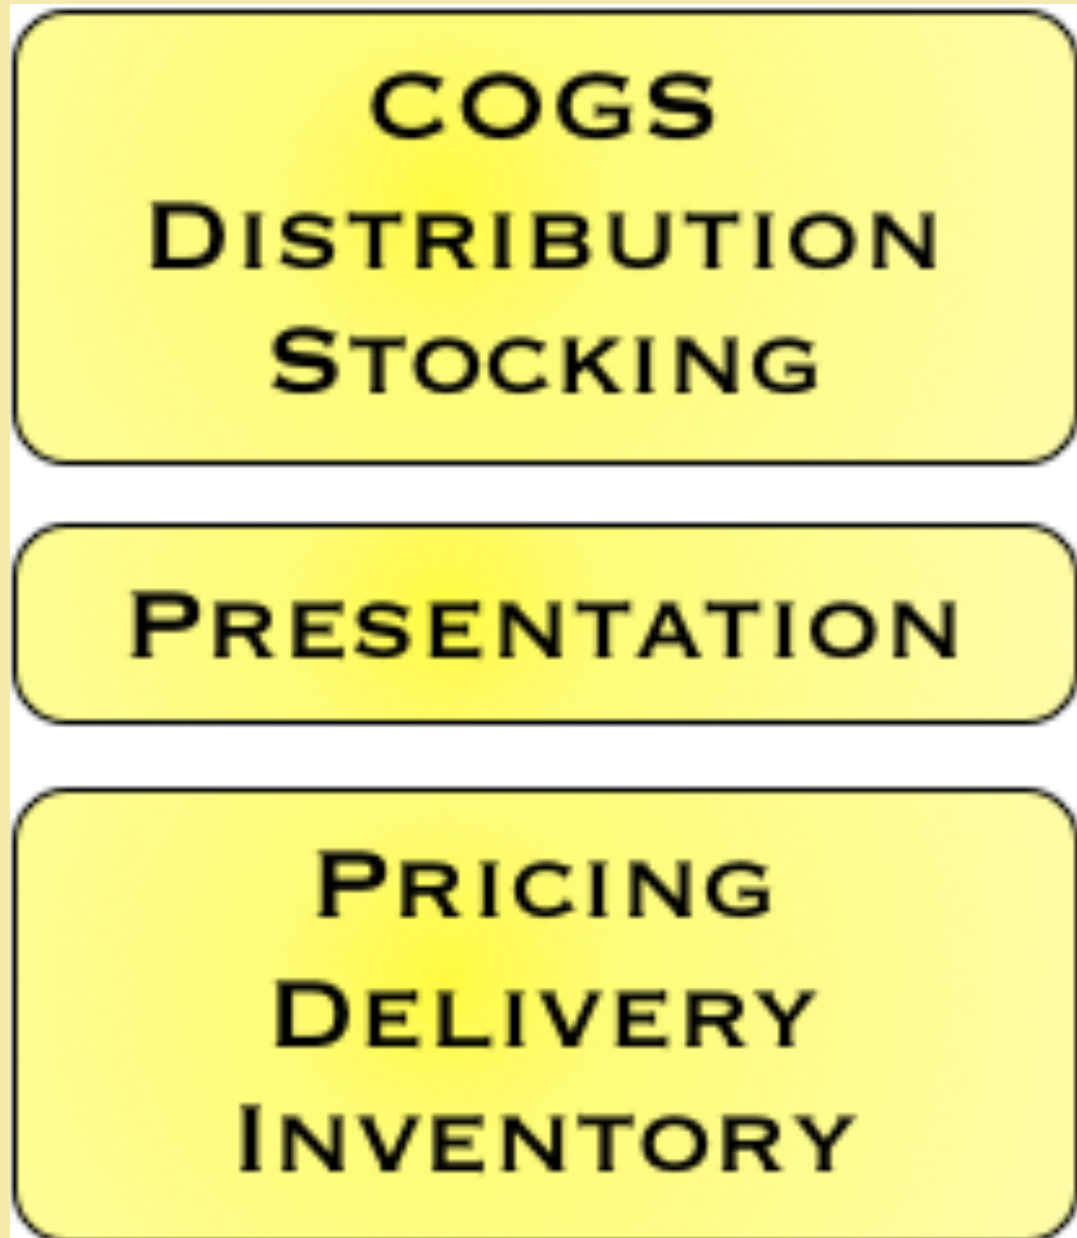 COGS
DISTRIBUTION
STOCKING
PRESENTATION
PRICING
DELIVERY
INVENTORY